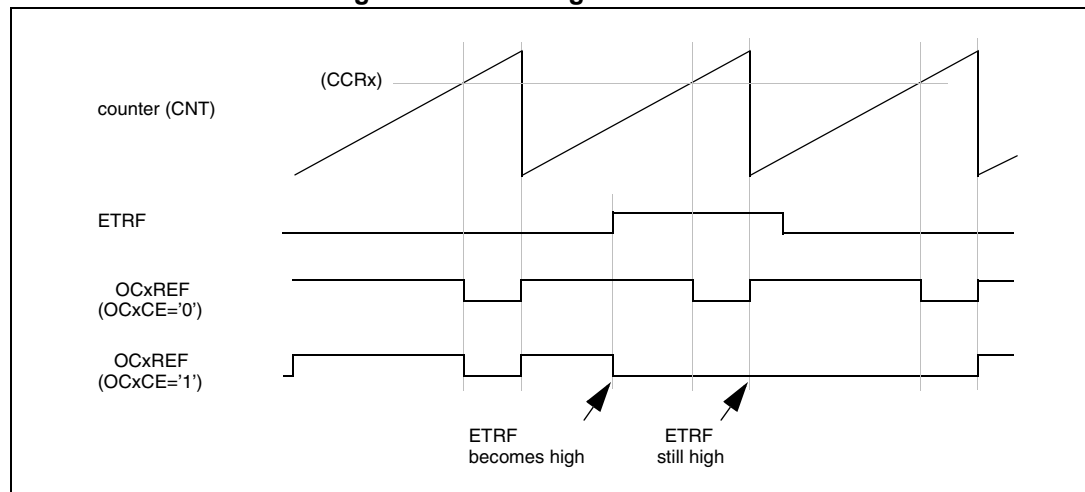 (CCRx)
counter (CNT)
ETRF
OCxREF
(OCxCE='0')
OCxREF
(OCxCE='1')
ETRF
becomes high
ETRF
still high